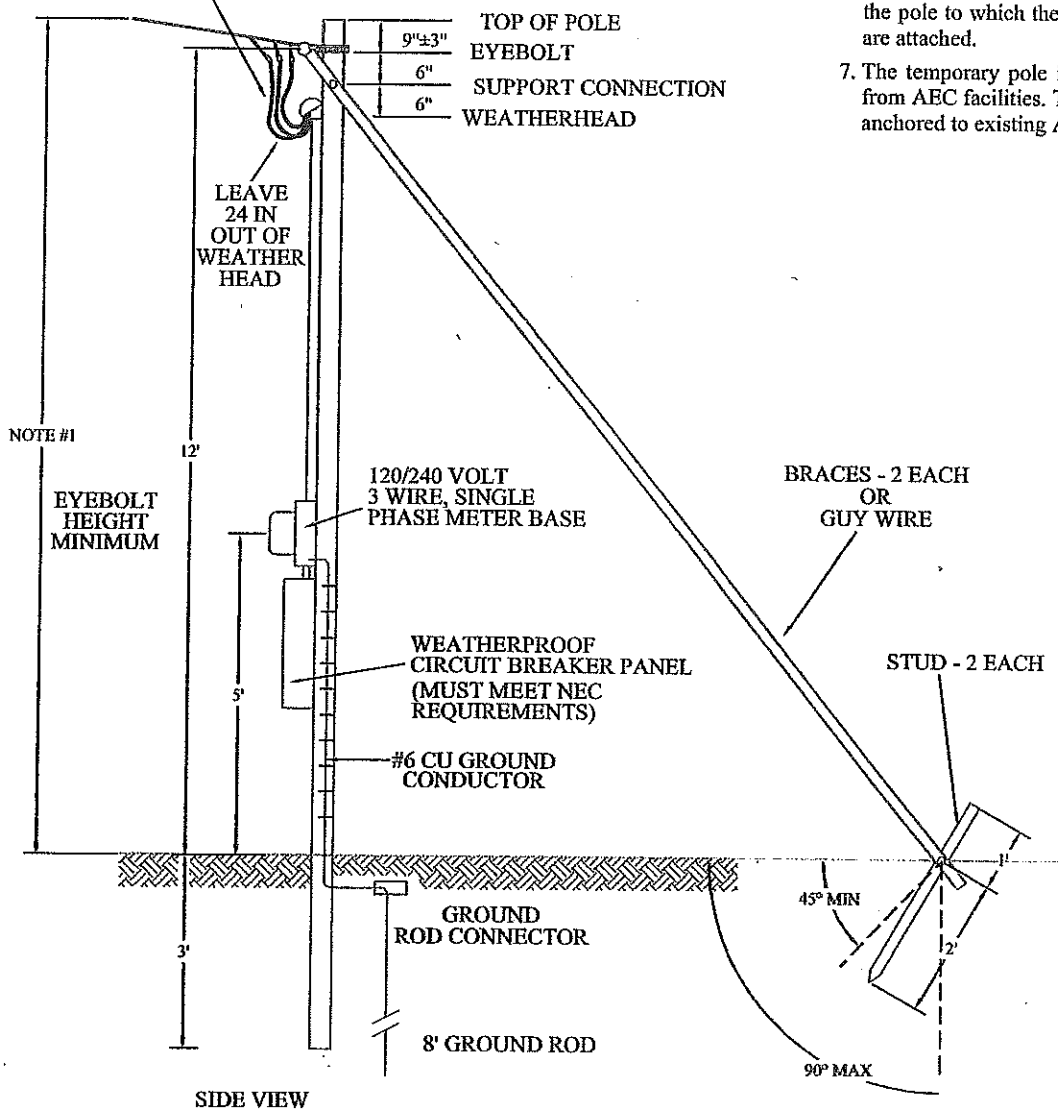 the pole to which the
are attached.
7. The temporary pole
from AEC facilities.
anchored to existing
TOP OF POLE
9"±3"
EYEBOLT
6"
SUPPORT CONNECTION
6"
WEATHERHEAD
LEAVE
24 IN
OUT OF
WEATHER
HEAD
NOTE #1
12'
EYEBOLT
HEIGHT
MINIMUM
120/240 VOLT
3 WIRE, SINGLE
PHASE METER BASE
BRACES - 2 EACH
OR
GUY WIRE
WEATHERPROOF
CIRCUIT BREAKER PANEL
(MUST MEET NEC
REQUIREMENTS)
STUD - 2 EACH
5'
#6 CU GROUND
CONDUCTOR
1'
45° MIN
GROUND
ROD CONNECTOR
2'
3'
8' GROUND ROD
90° MAX
SIDE VIEW